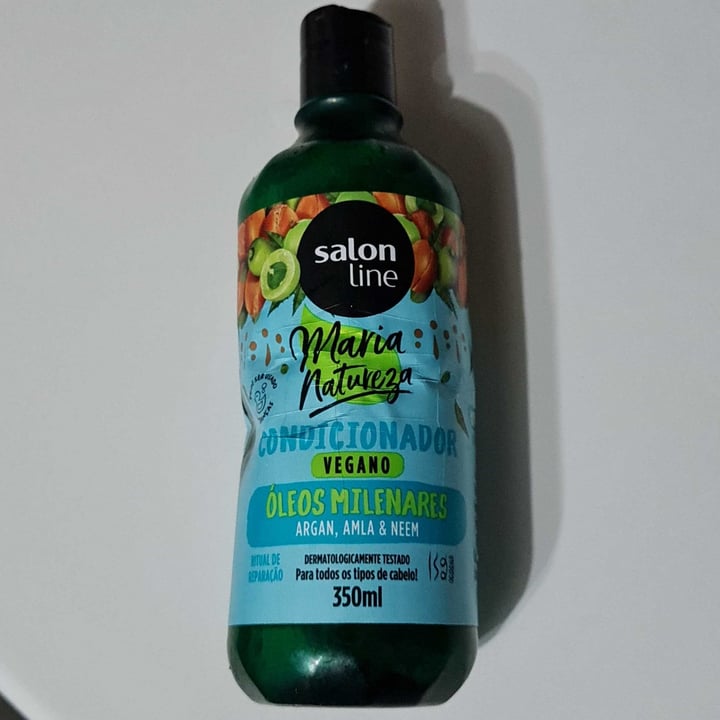 salon
line
Maria
Natureza
CONDICIONADOR
VEGANO
ÓLEOS MILENARES
ARGAN, AMLA & NEEM
RITUAL DE
REPARAÇÃO
DERMATOLOGICAMENTE TESTADO
Para todos os tipos de cabelo!
350ml